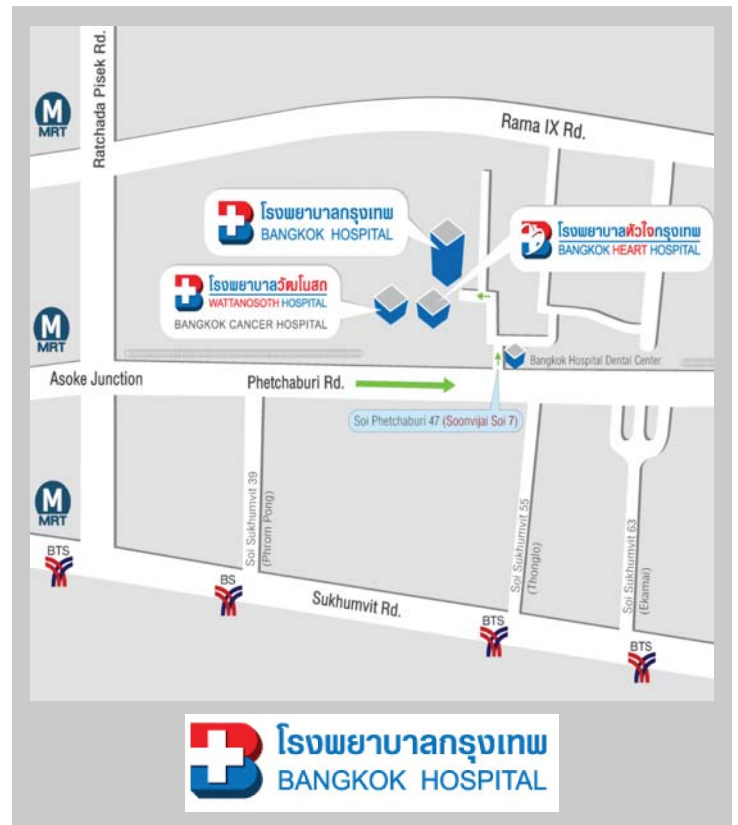 Ratchada Pisek Rd.
M
MRT
Rama IX Rd.
B
โรงพยาบาลกรุงเทพ
BANGKOK HOSPITAL
B
โรงพยาบาลหัวใจกรุงเทพ
BANGKOK HEART HOSPITAL
B
โรงพยาบาลวัฒโนสถ
WATTANOSOTH HOSPITAL
BANGKOK CANCER HOSPITAL
M
MRT
Bangkok Hospital Dental Center
Asoke Junction
Phetchaburi Rd.
Soi Phetchaburi 47 (Soonvijai Soi 7)
M
MRT
Soi Sukhumvit 39
(Phrom Pong)
Soi Sukhumvit 55
(Thonglo)
Soi Sukhumvit 63
(Ekamai)
BTS
BS
Sukhumvit Rd.
BTS
BTS
B
โรงพยาบาลกรุงเทพ
BANGKOK HOSPITAL